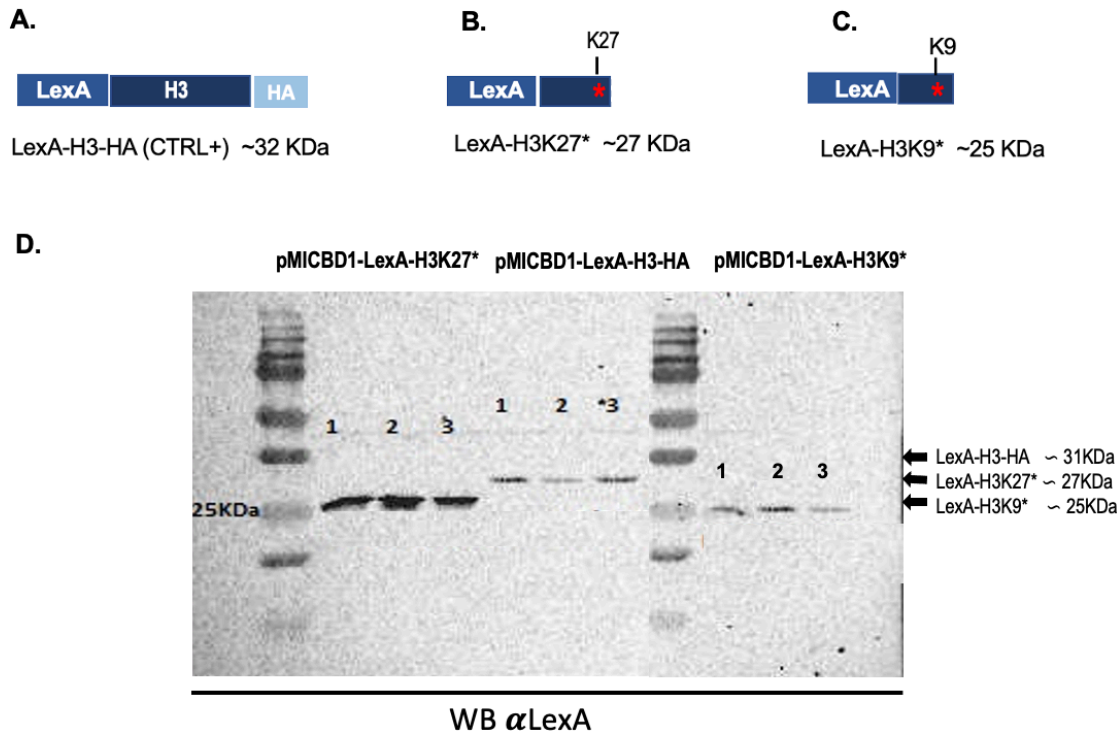 A.
B.
C.
K27
K9
LexA H3 HA
LexA *
LexA *
LexA-H3-HA (CTRL+) ~32 KDa
LexA-H3K27* ~27 KDa
LexA-H3K9* ~25 KDa
D.
pMICBD1-LexA-H3K27* pMICBD1-LexA-H3-HA pMICBD1-LexA-H3K9*
1 2 3
1 2 3
1 2 3
25KDa
LexA-H3-HA ~ 31KDa
LexA-H3K27* ~ 27KDa
LexA-H3K9* ~ 25KDa
WB αLexA